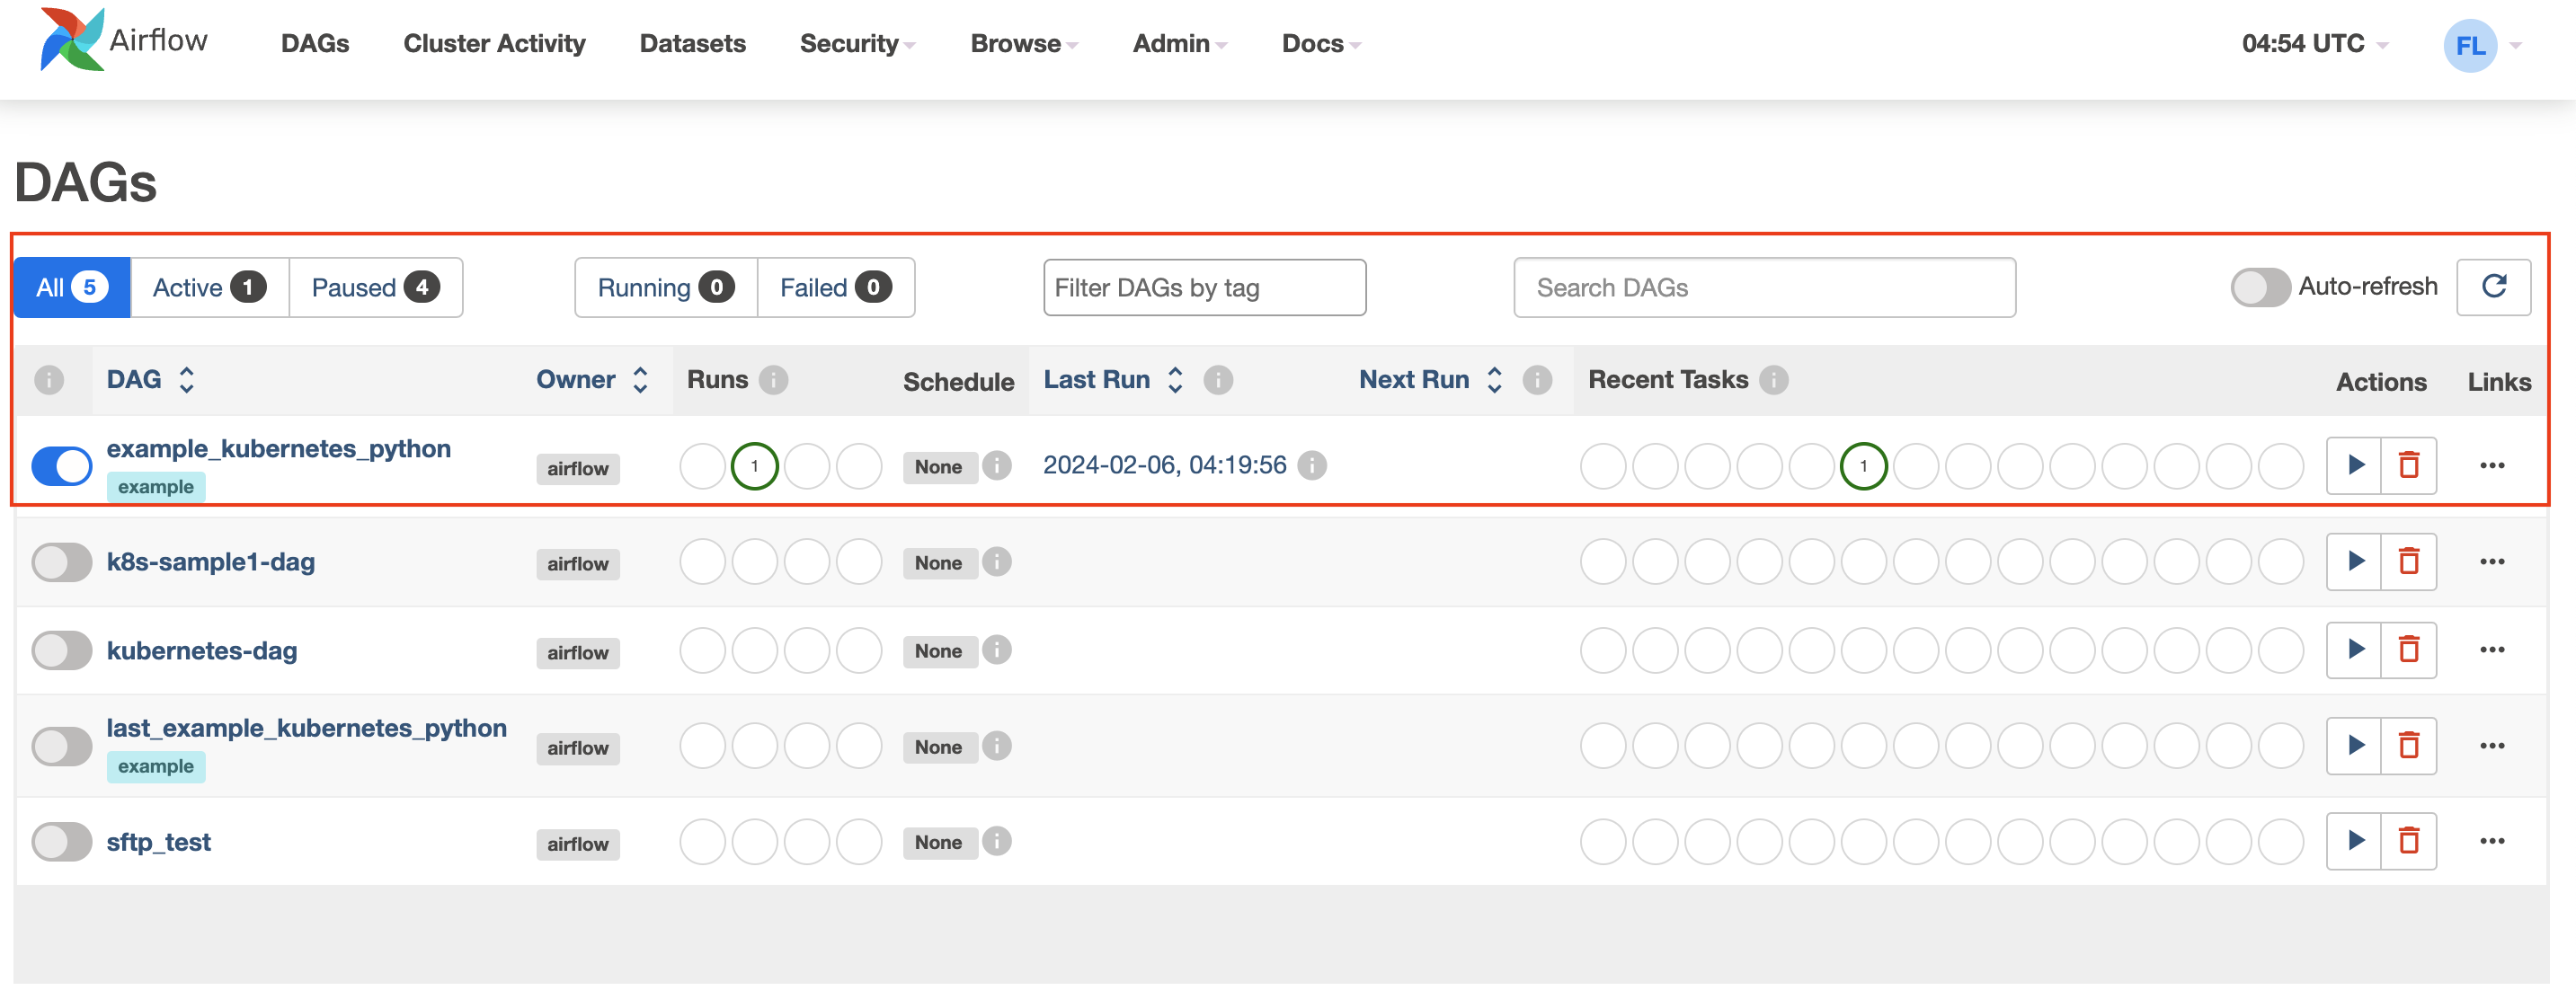 Airflow DAGs Cluster Activity Datasets Security Browse Admin Docs 04:54 UTC FL
DAGs
All 5 Active 1 Paused 4 Running 0 Failed 0 Filter DAGs by tag Search DAGs Auto-refresh
i DAG Owner Runs i Schedule Last Run i Next Run i Recent Tasks i Actions Links
example_kubernetes_python airflow 1 None i 2024-02-06, 04:19:56 i 1
example
k8s-sample1-dag airflow None i
kubernetes-dag airflow None i
last_example_kubernetes_python airflow None i
example
sftp_test airflow None i